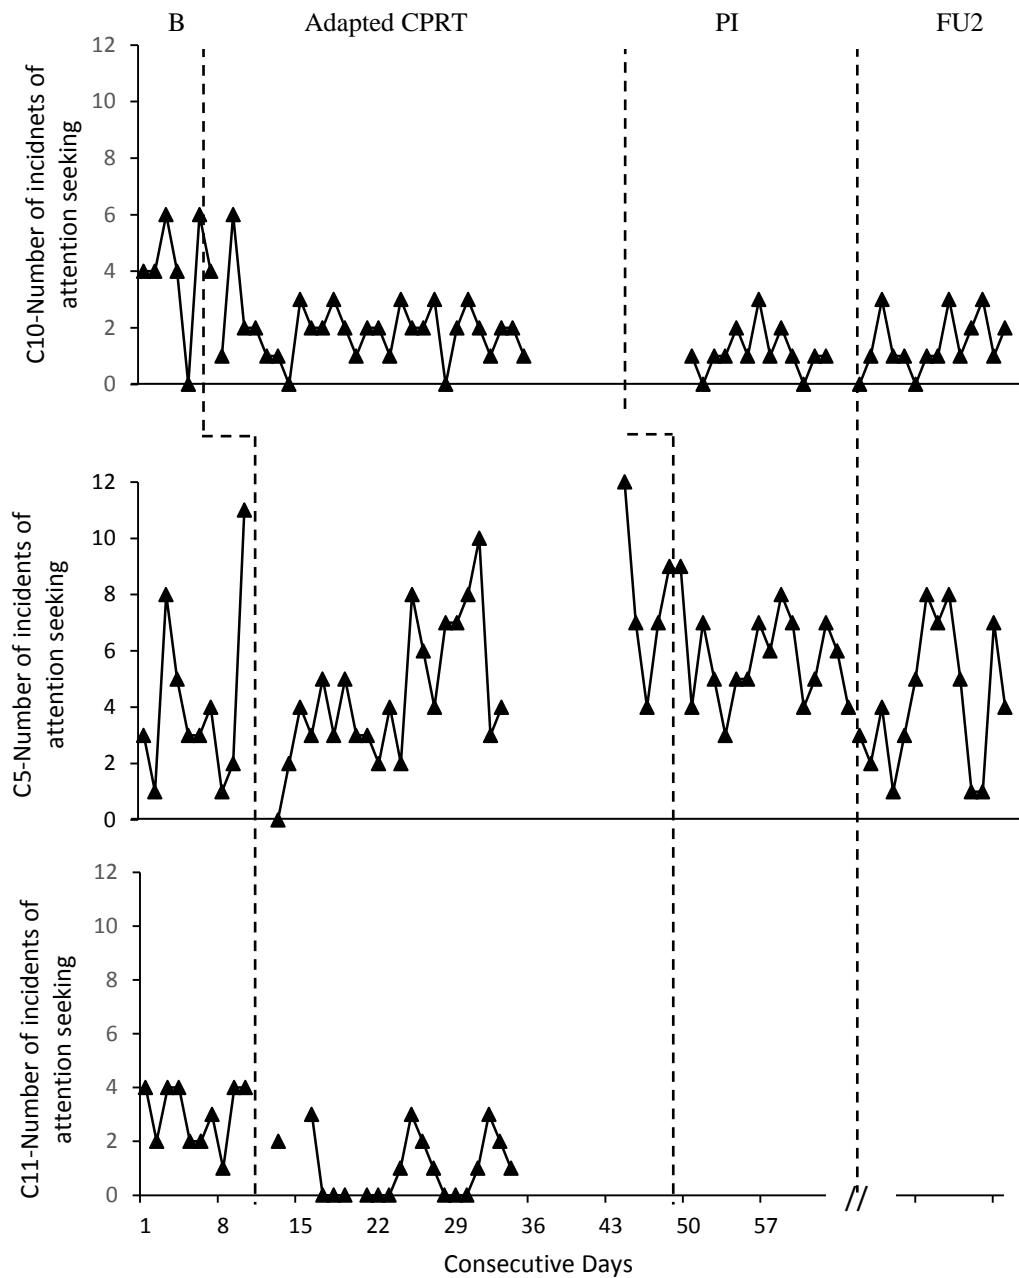 B Adapted CPRT PI FU2
C10-Number of incidnets of
attention seeking
12
10
8
6
4
2
0
C5-Number of incidents of
attention seeking
12
10
8
6
4
2
0
C11-Number of incidents of
attention seeking
12
10
8
6
4
2
0
1 8 15 22 29 36 43 50 57
Consecutive Days